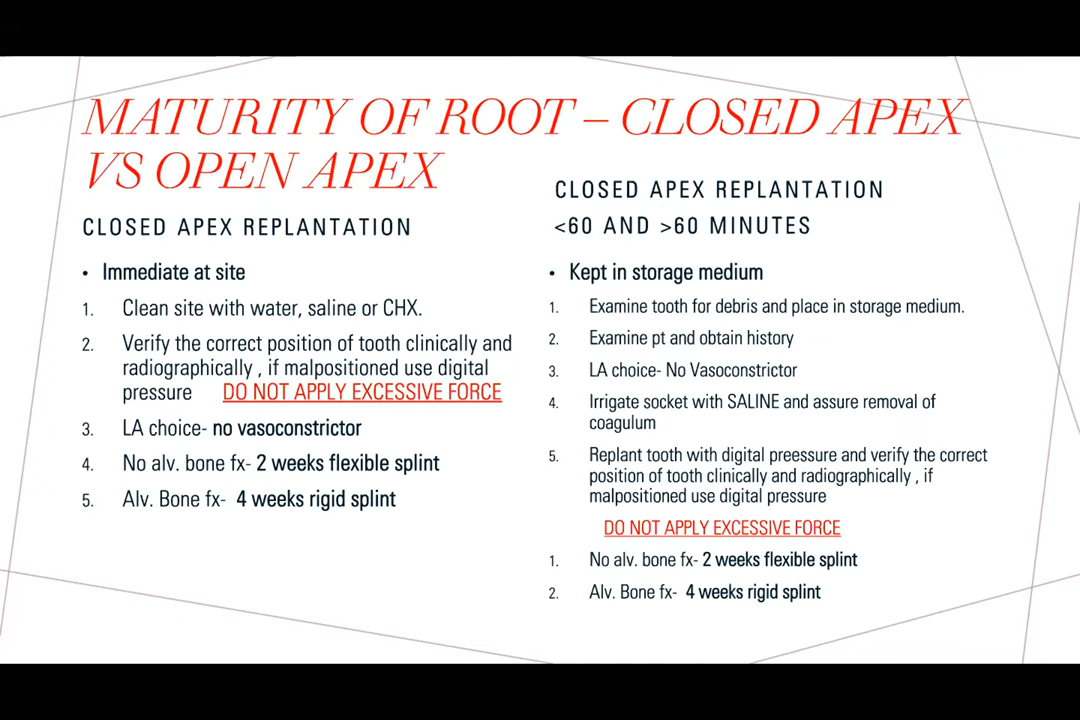 MATURITY OF ROOT – CLOSED APEX
VS OPEN APEX
CLOSED APEX REPLANTATION
• Immediate at site
1. Clean site with water, saline or CHX.
2. Verify the correct position of tooth clinically and
radiographically , if malpositioned use digital
pressure DO NOT APPLY EXCESSIVE FORCE
3. LA choice- no vasoconstrictor
4. No alv. bone fx- 2 weeks flexible splint
5. Alv. Bone fx- 4 weeks rigid splint
CLOSED APEX REPLANTATION
<60 AND >60 MINUTES
• Kept in storage medium
1. Examine tooth for debris and place in storage medium.
2. Examine pt and obtain history
3. LA choice- No Vasoconstrictor
4. Irrigate socket with SALINE and assure removal of
coagulum
5. Replant tooth with digital preessure and verify the correct
position of tooth clinically and radiographically , if
malpositioned use digital pressure
DO NOT APPLY EXCESSIVE FORCE
1. No alv. bone fx- 2 weeks flexible splint
2. Alv. Bone fx- 4 weeks rigid splint